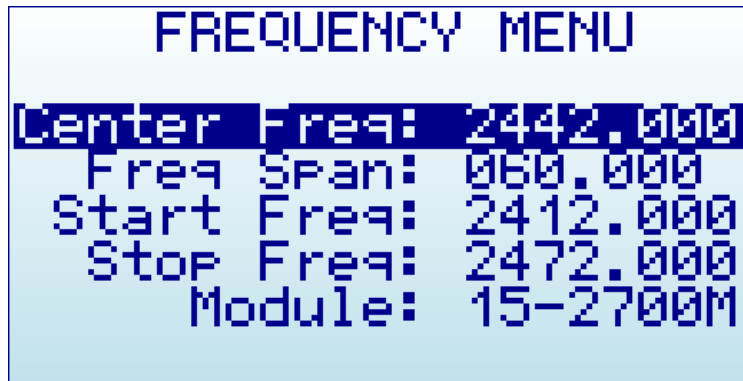 FREQUENCY MENU
Center Freq: 2442.000
Freq Span: 060.000
Start Freq: 2412.000
Stop Freq: 2472.000
Module: 15-2700M